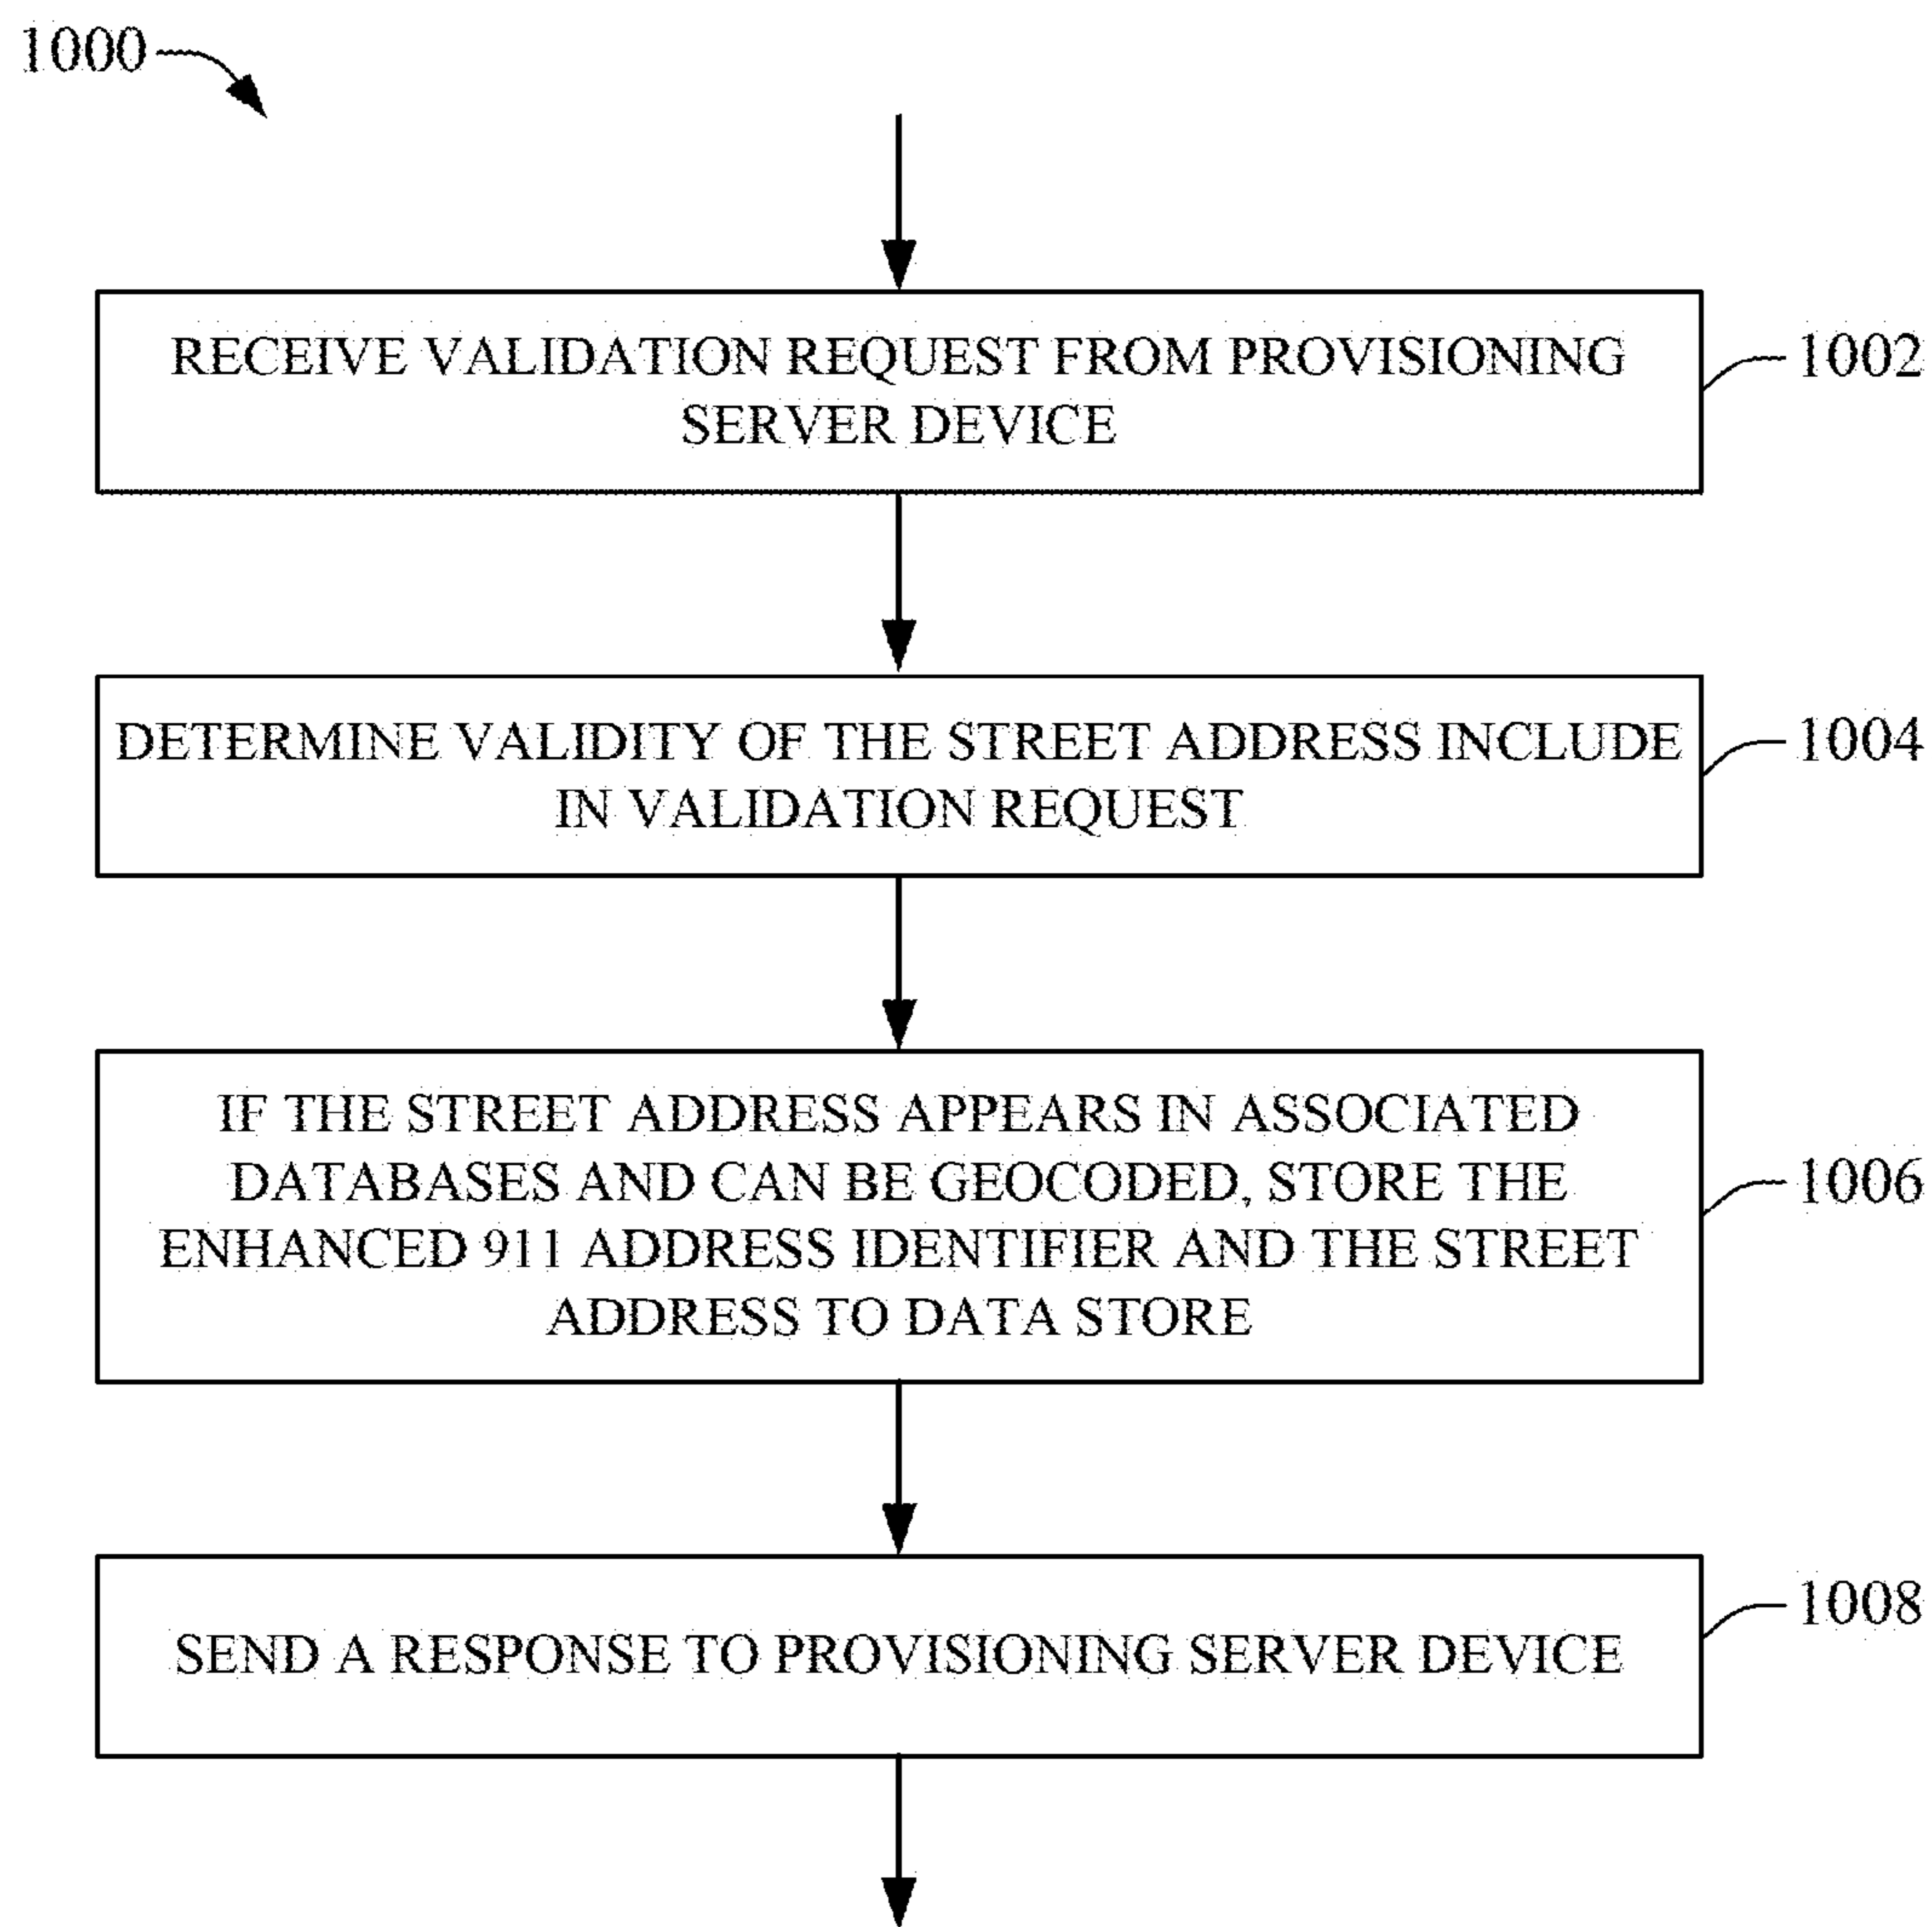 1000
RECEIVE VALIDATION REQUEST FROM PROVISIONING
SERVER DEVICE
1002
DETERMINE VALIDITY OF THE STREET ADDRESS INCLUDE
IN VALIDATION REQUEST
1004
IF THE STREET ADDRESS APPEARS IN ASSOCIATED
DATABASES AND CAN BE GEOCODED, STORE THE
ENHANCED 911 ADDRESS IDENTIFIER AND THE STREET
ADDRESS TO DATA STORE
1006
SEND A RESPONSE TO PROVISIONING SERVER DEVICE
1008